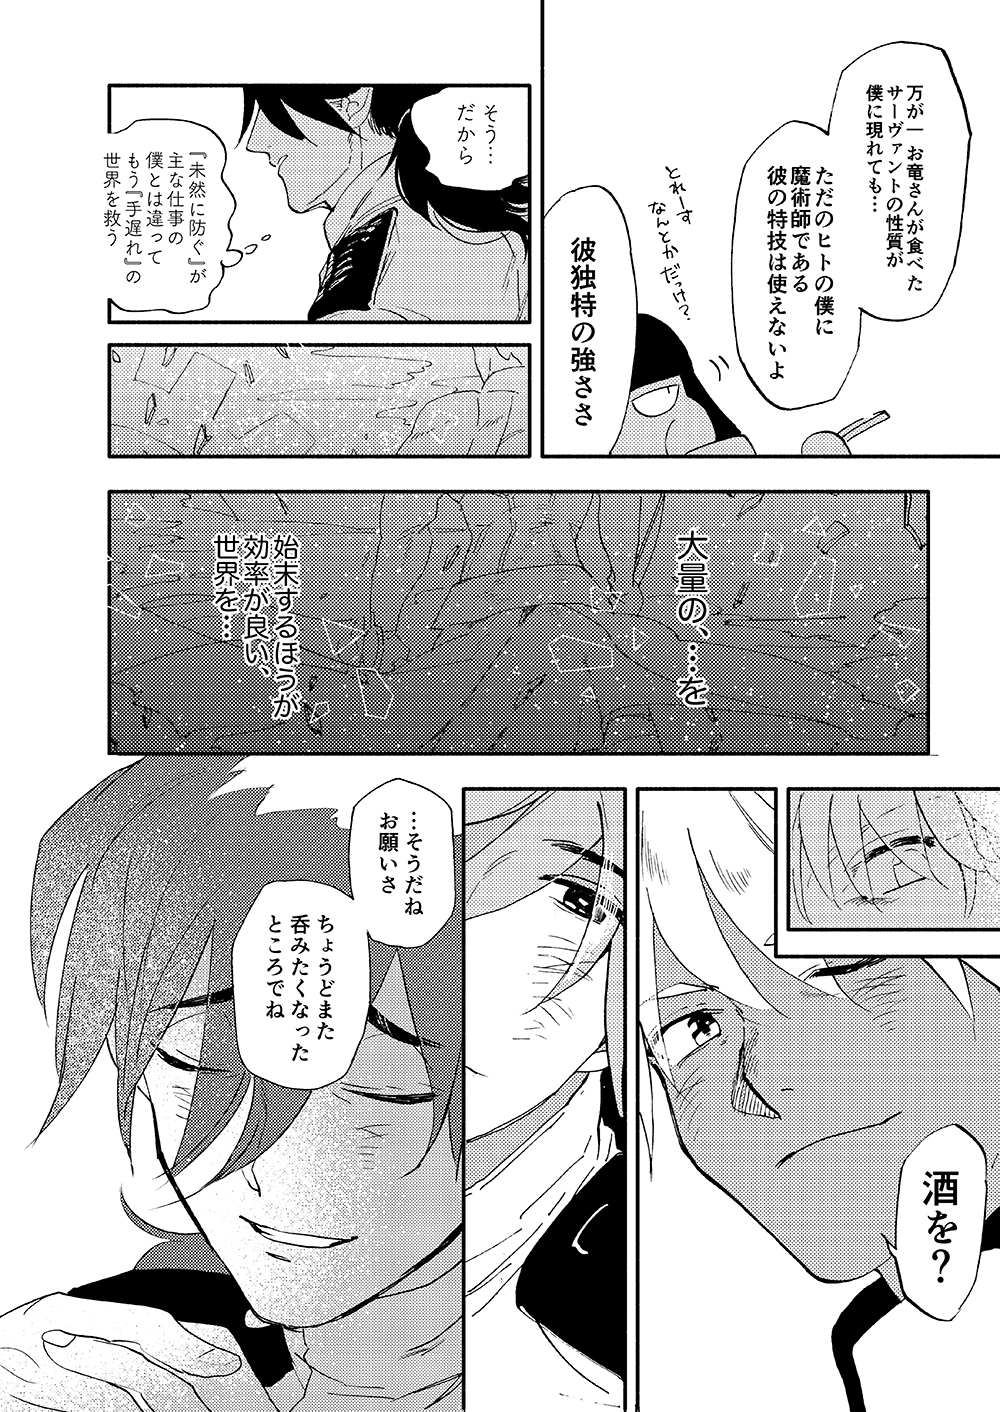 万が一お竜さんが食べた
サーヴァントの性質が
僕に現れても…
ただのヒトの僕に
魔術師である
彼の特技は使えないよ
とれーす
なんとかだっけ?
彼独特の強ささ
そう…
だから
『未然に防ぐ』が
主な仕事の
僕とは違って
もう『手遅れ』の
世界を救う
大量の、…を
始末するほうが
効率が良い、
世界を…
酒を?
…そうだね
お願いさ
ちょうどまた
呑みたくなった
ところでね